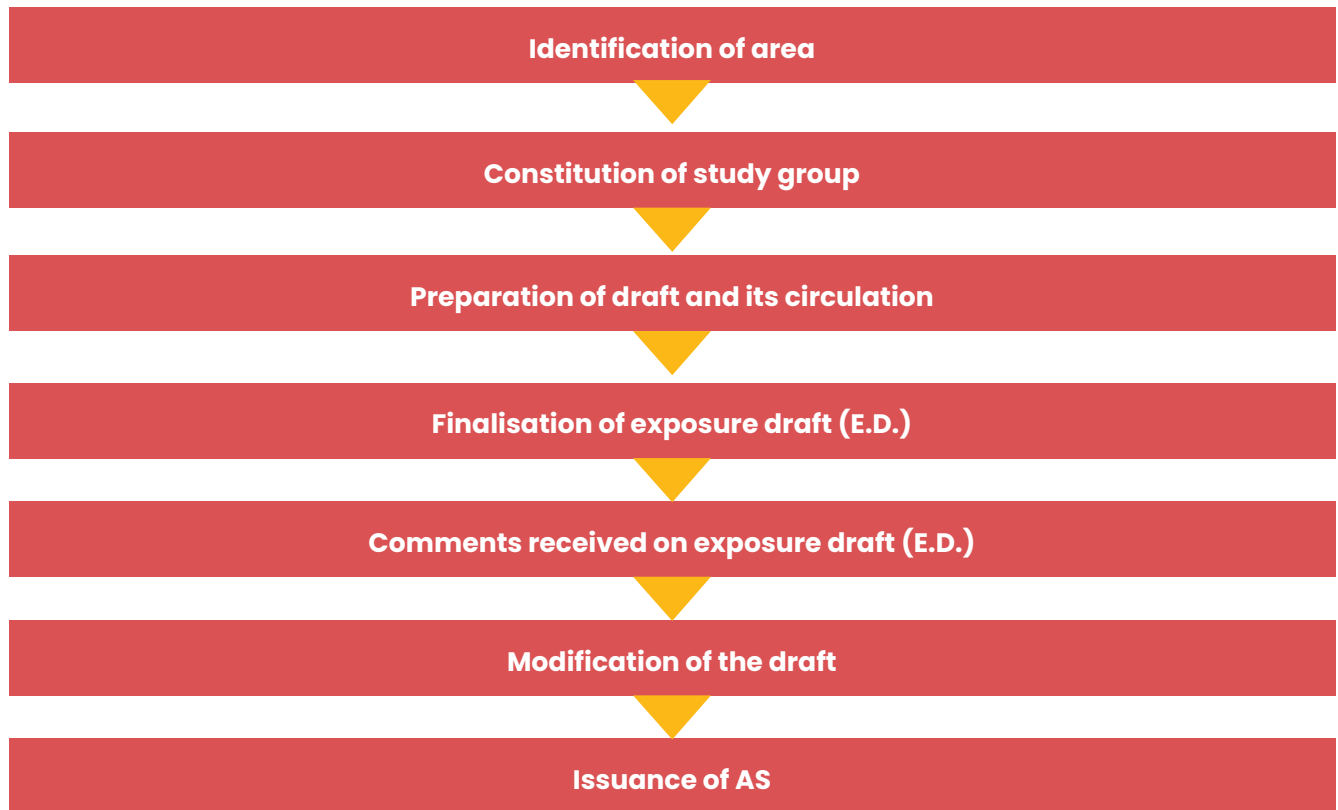 Identification of area
Constitution of study group
Preparation of draft and its circulation
Finalisation of exposure draft (E.D.)
Comments received on exposure draft (E.D.)
Modification of the draft
Issuance of AS